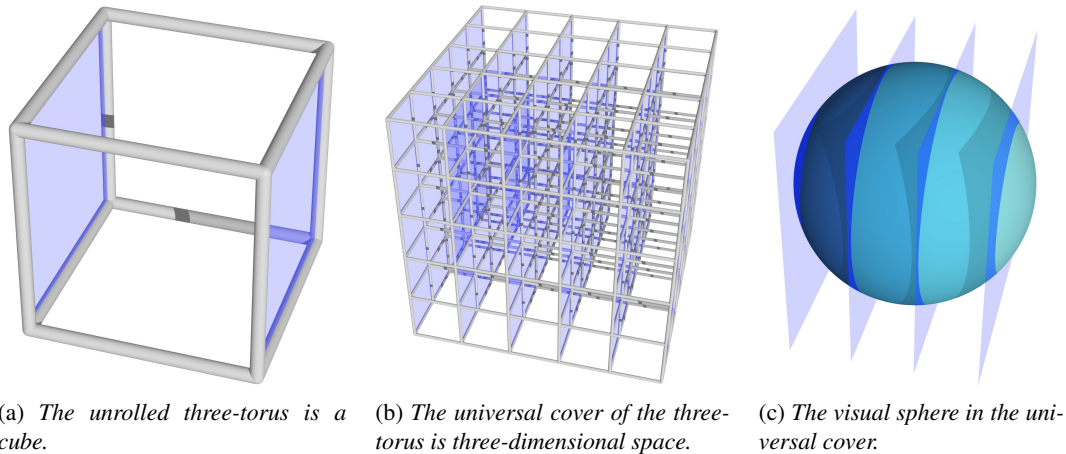 (a) The unrolled three-torus is a
cube.
(b) The universal cover of the three-
torus is three-dimensional space.
(c) The visual sphere in the uni-
versal cover.